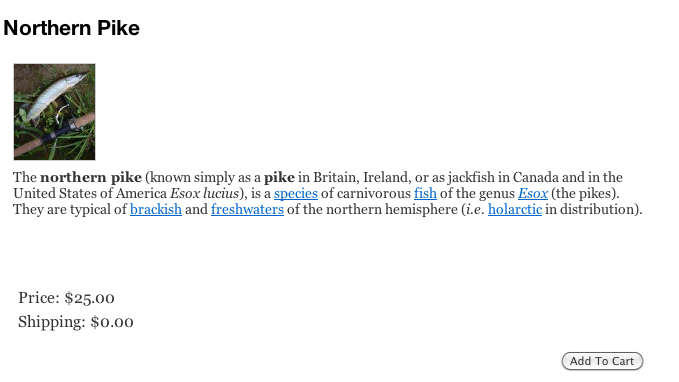 Northern Pike
The northern pike (known simply as a pike in Britain, Ireland, or as jackfish in Canada and in the
United States of America Esox lucius), is a species of carnivorous fish of the genus Esox (the pikes).
They are typical of brackish and freshwaters of the northern hemisphere (i.e. holarctic in distribution).
Price: $25.00
Shipping: $0.00
Add To Cart